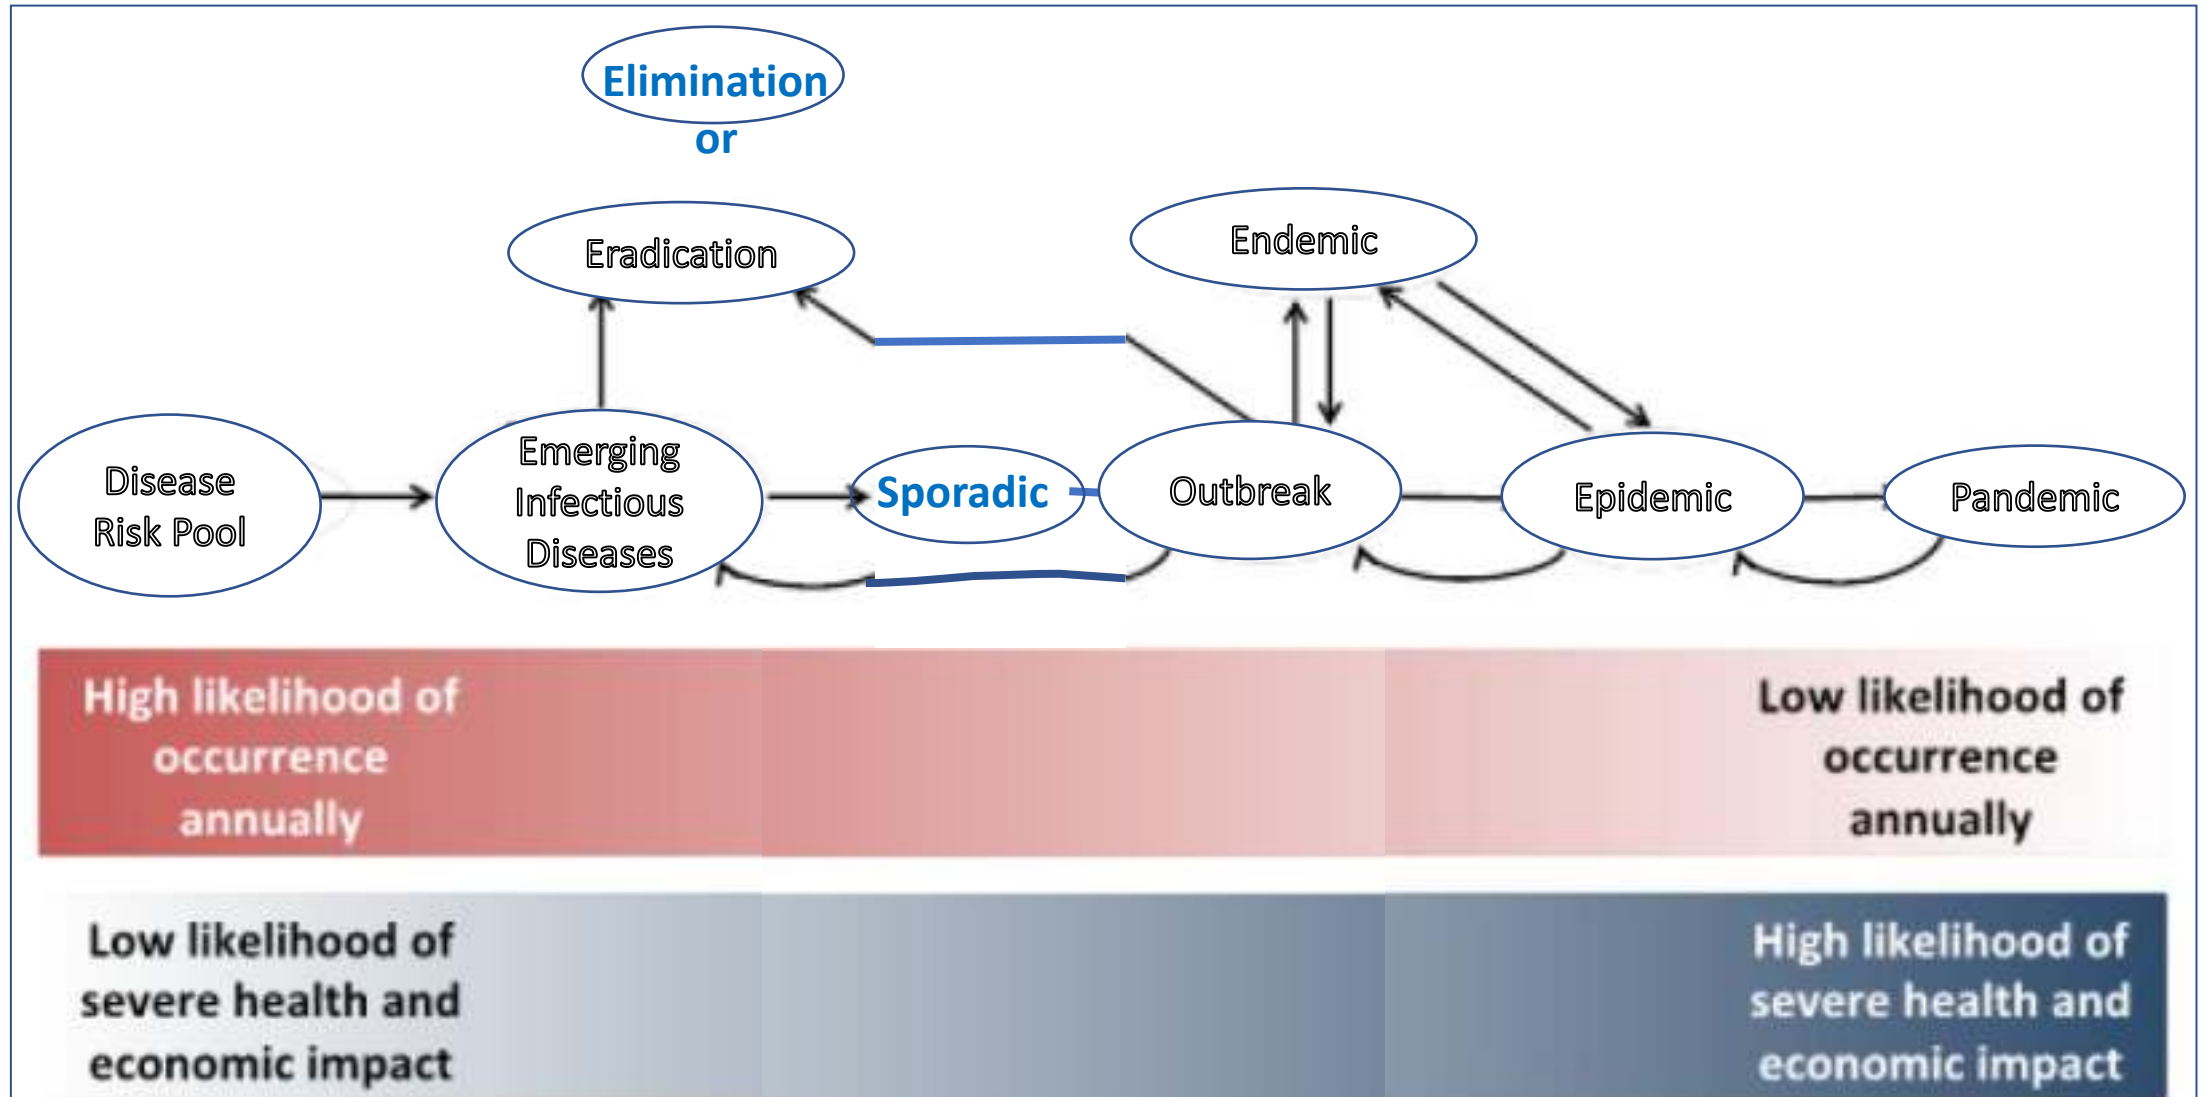 Elimination
or
Eradication
Endemic
Disease
Risk Pool
Emerging
Infectious
Diseases
Sporadic
Outbreak
Epidemic
Pandemic
High likelihood of
occurrence
annually
Low likelihood of
occurrence
annually
Low likelihood of
severe health and
economic impact
High likelihood of
severe health and
economic impact